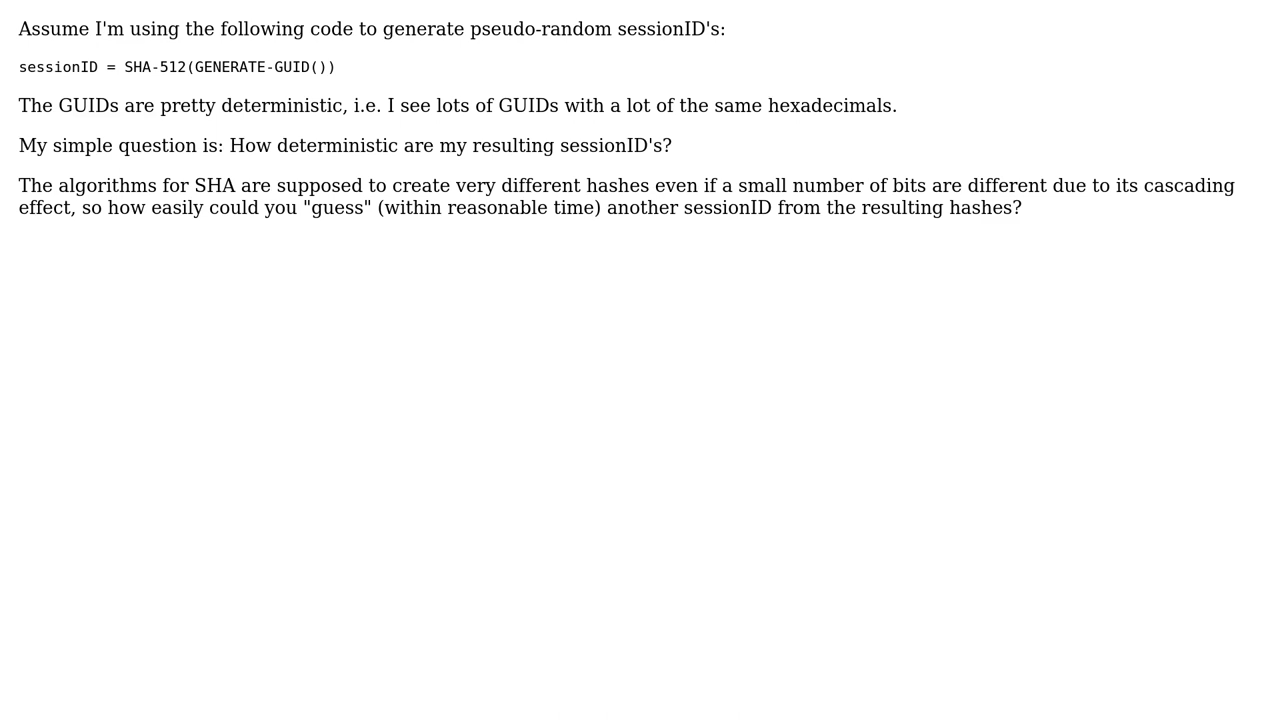 Assume I'm using the following code to generate pseudo-random sessionID's:
sessionID = SHA-512(GENERATE-GUID())
The GUIDs are pretty deterministic, i.e. I see lots of GUIDs with a lot of the same hexadecimals.
My simple question is: How deterministic are my resulting sessionID's?
The algorithms for SHA are supposed to create very different hashes even if a small number of bits are different due to its cascading
effect, so how easily could you "guess" (within reasonable time) another sessionID from the resulting hashes?